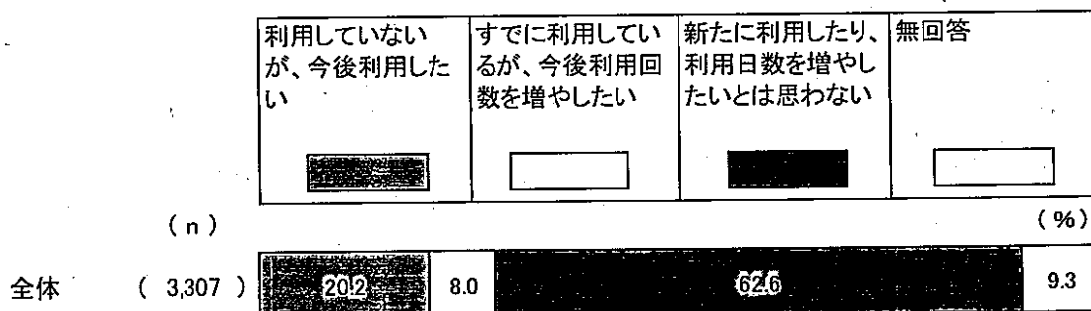 利用していない
が、今後利用した
い
すでに利用してい
るが、今後利用回
数を増やしたい
新たに利用したり、
利用日数を増やし
たいとは思わない
無回答
(n) (%)
全体 ( 3,307 ) 20.2 8.0 62.6 9.3